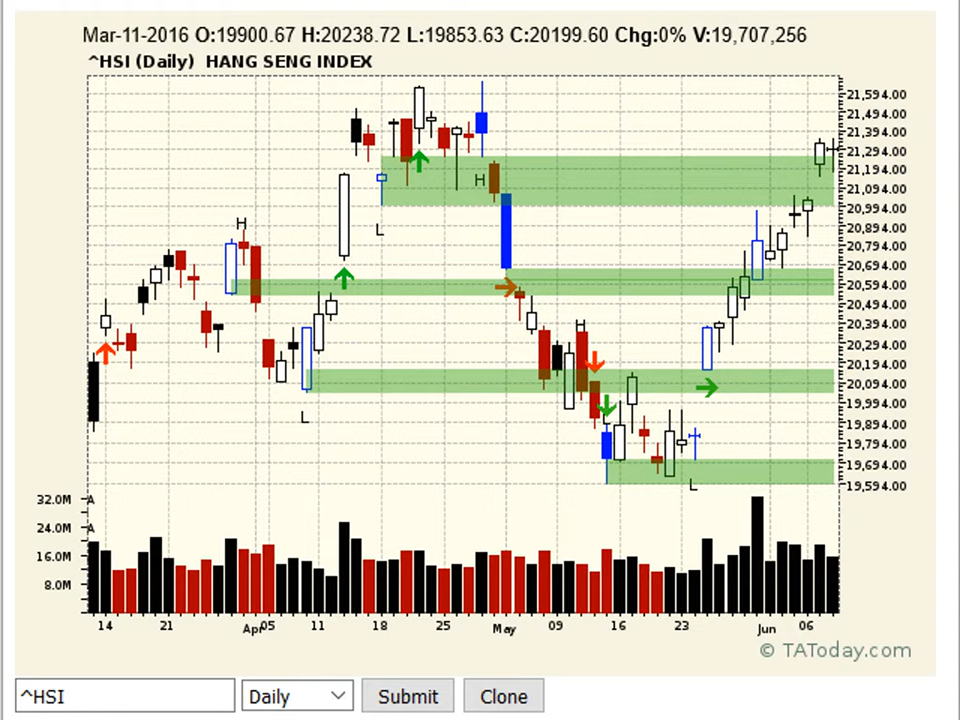 Mar-11-2016 O:19900.67 H:20238.72 L:19853.63 C:20199.60 Chg:0% V:19,707,256
^HSI (Daily) HANG SENG INDEX
21,594.00
21,494.00
21,394.00
21,294.00
21,194.00
21,094.00
20,994.00
20,894.00
20,794.00
20,694.00
20,594.00
20,494.00
20,394.00
20,294.00
20,194.00
20,094.00
19,994.00
19,894.00
19,794.00
19,694.00
19,594.00
H
H
L
H
L
L
32.0M A
24.0M A
16.0M
8.0M
14 21 Apr 05 11 18 25 May 09 16 23 Jun 06
© TAToday.com
^HSI Daily Submit Clone